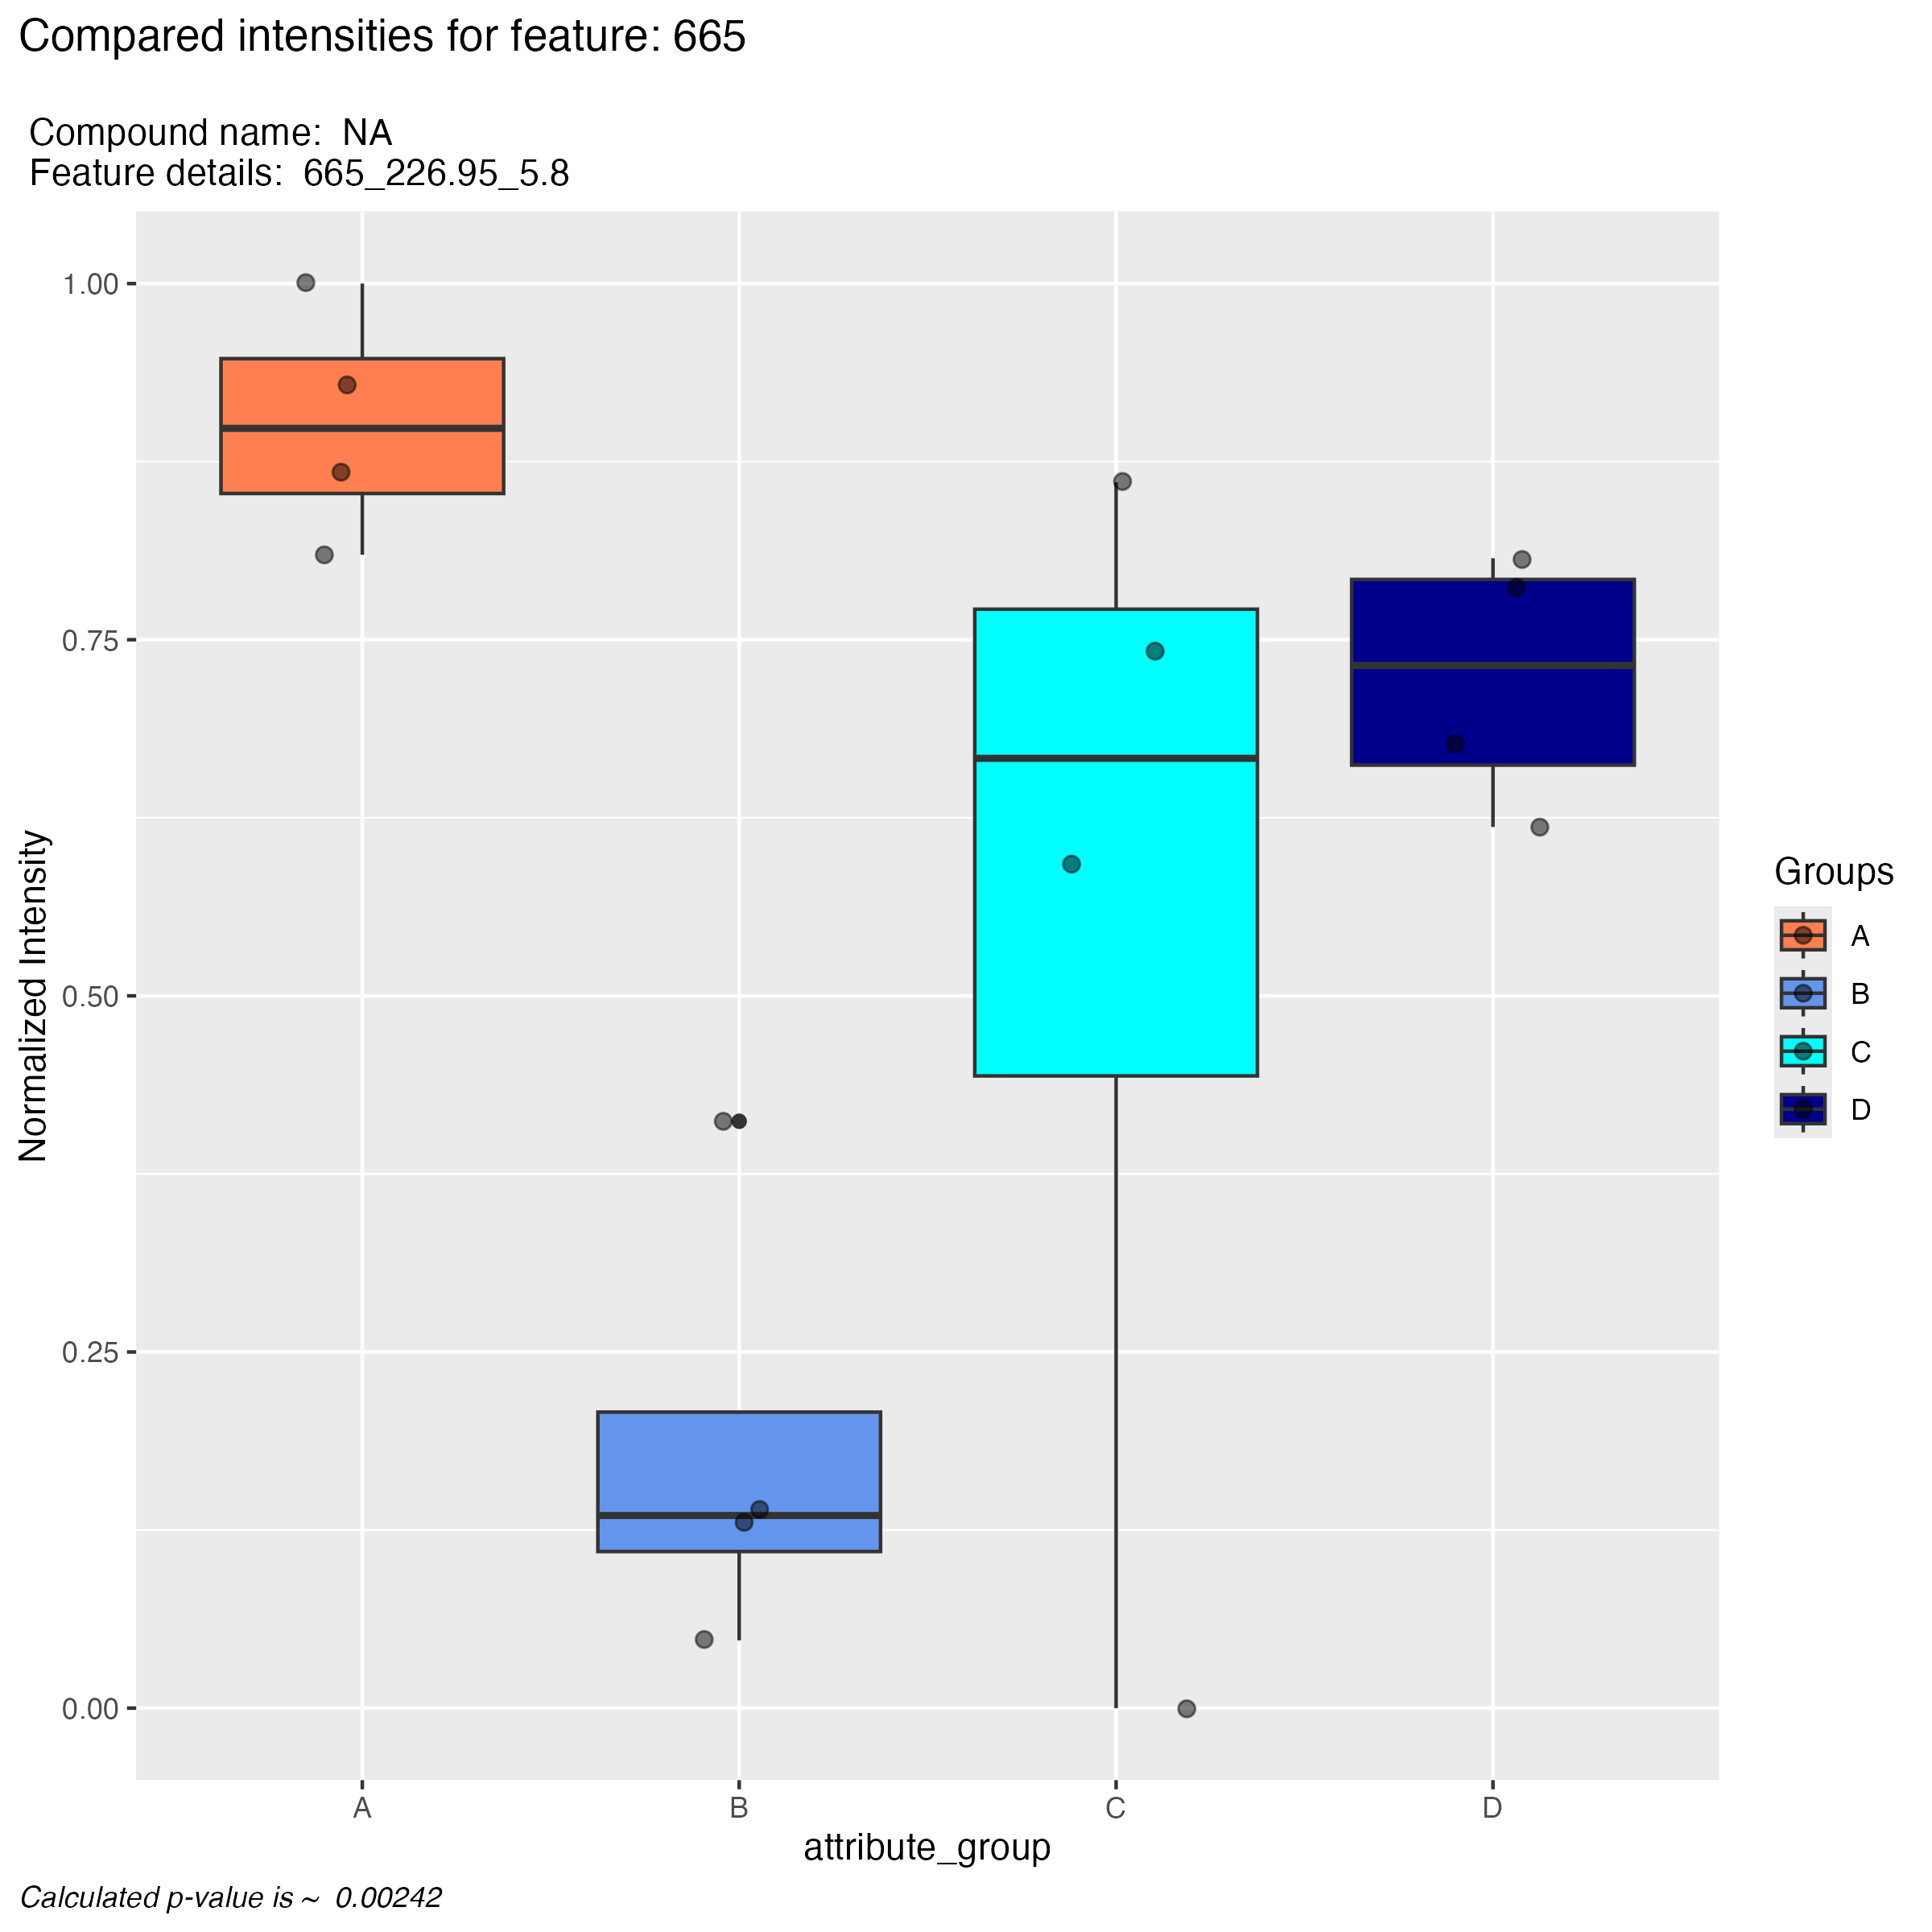 Compared intensities for feature: 665
Compound name:  NA
Feature details:  665_226.95_5.8
Normalized Intensity
1.00
0.75
0.50
0.25
0.00
A
B
C
D
attribute_group
Groups
A
B
C
D
Calculated p-value is ~  0.00242